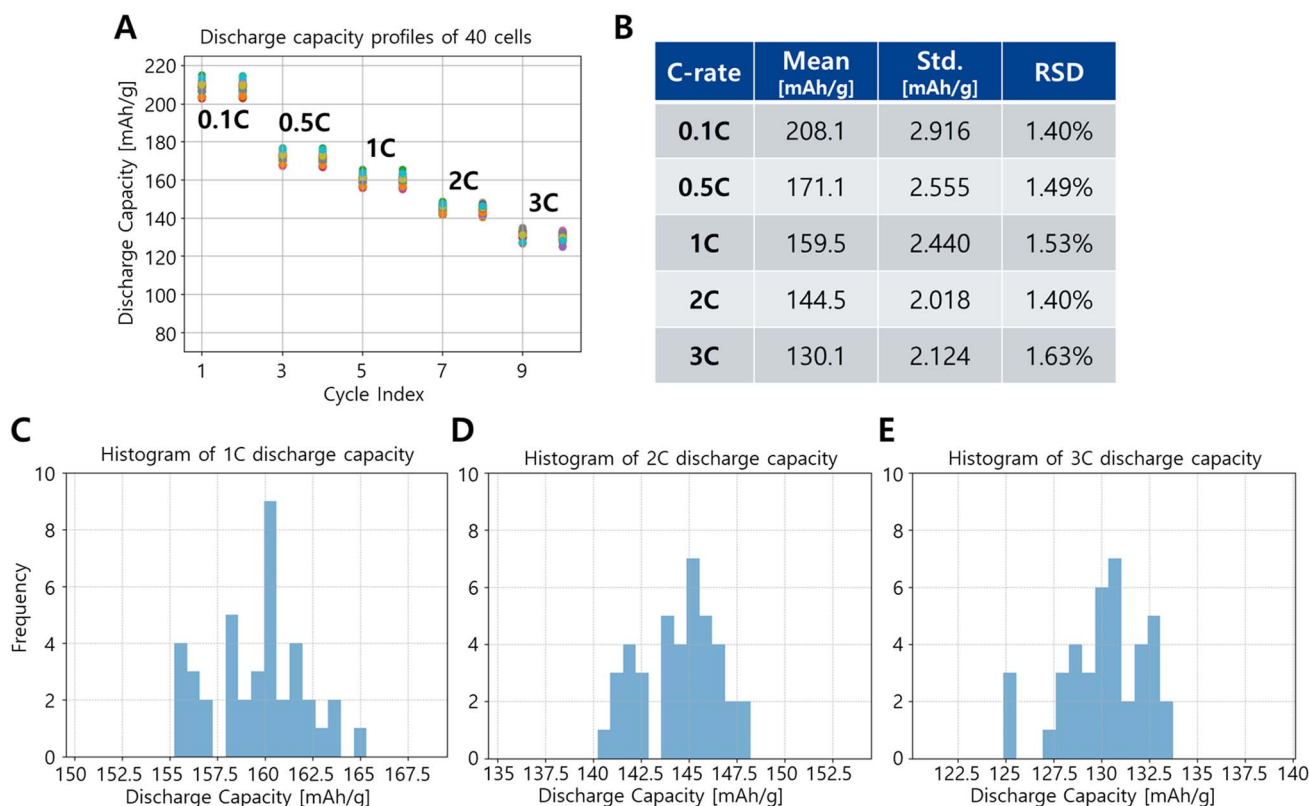 A
Discharge capacity profiles of 40 cells
Discharge Capacity [mAh/g]
220
200
180
160
140
120
100
80
0.1C
0.5C
1C
2C
3C
1 3 5 7 9
Cycle Index
B
C-rate Mean [mAh/g] Std. [mAh/g] RSD
0.1C 208.1 2.916 1.40%
0.5C 171.1 2.555 1.49%
1C 159.5 2.440 1.53%
2C 144.5 2.018 1.40%
3C 130.1 2.124 1.63%
C
Histogram of 1C discharge capacity
Frequency
10
8
6
4
2
0
150 152.5 155 157.5 160 162.5 165 167.5
Discharge Capacity [mAh/g]
D
Histogram of 2C discharge capacity
10
8
6
4
2
0
135 137.5 140 142.5 145 147.5 150 152.5
Discharge Capacity [mAh/g]
E
Histogram of 3C discharge capacity
10
8
6
4
2
0
122.5 125 127.5 130 132.5 135 137.5 140
Discharge Capacity [mAh/g]